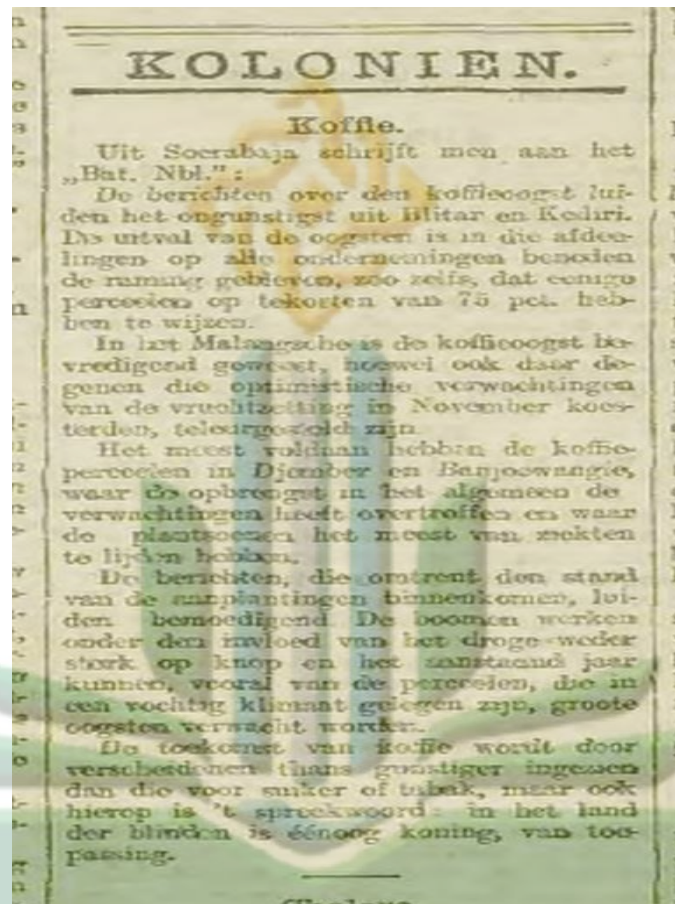 KOLONIEN.
Koffie.
Uit Soerabaja schrijft men aan het
„Bat. Nbl.":
De berichten over den koffieoogst lui-
den het ongunstigst uit Blitar en Kediri.
De uitval van de oogsten is in die afdee-
lingen op alle ondernemingen beneden
de raming gebleven, zoo zelfs, dat eenige
perceelen op tekorten van 75 pct. heb-
ben te wijzen.
In het Malangsche is de koffieoogst be-
vredigend geweest, hoewel ook daar de-
genen die optimistische verwachtingen
van de vruchtzetting in November koes-
terden, teleurgesteld zijn.
Het meest voldaan hebben de koffie-
perceelen in Djember en Banjoewangie,
waar de opbrengst in het algemeen de
verwachtingen heeft overtroffen en waar
de plantsoenen het meest van ziekten
te lijden hebben.
De berichten, die omtrent den stand
van de aanplantingen binnenkomen, lui-
den bemoedigend De boomen werken
onder den invloed van het droge weder
sterk op knop en het aanstaand jaar
kunnen, vooral van de perceelen, die in
een vochtig klimaat gelegen zijn, groote
oogsten verwacht worden.
De toekomst van koffie wordt door
verscheidenen thans gunstiger ingezien
dan die voor suiker of tabak, maar ook
hierop is 't spreekwoord: in het land
der blinden is éénoog koning, van toe-
passing.